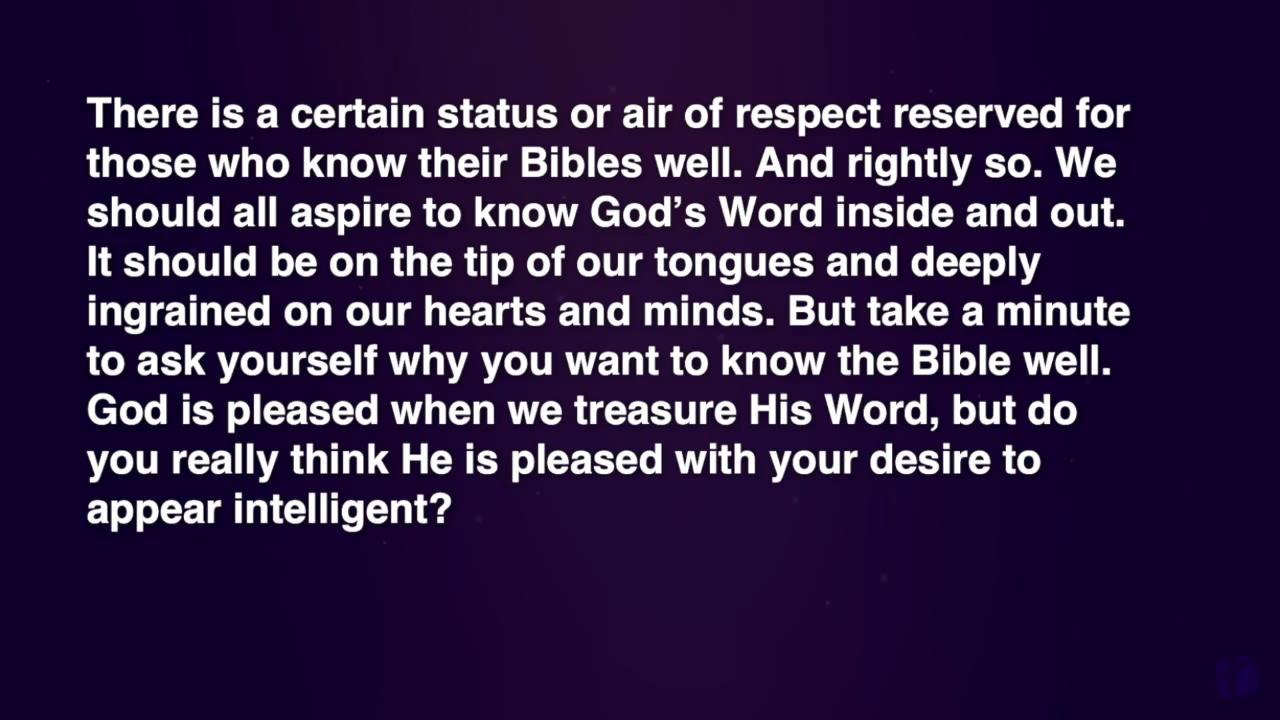 There is a certain status or air of respect reserved for
those who know their Bibles well. And rightly so. We
should all aspire to know God’s Word inside and out.
It should be on the tip of our tongues and deeply
ingrained on our hearts and minds. But take a minute
to ask yourself why you want to know the Bible well.
God is pleased when we treasure His Word, but do
you really think He is pleased with your desire to
appear intelligent?